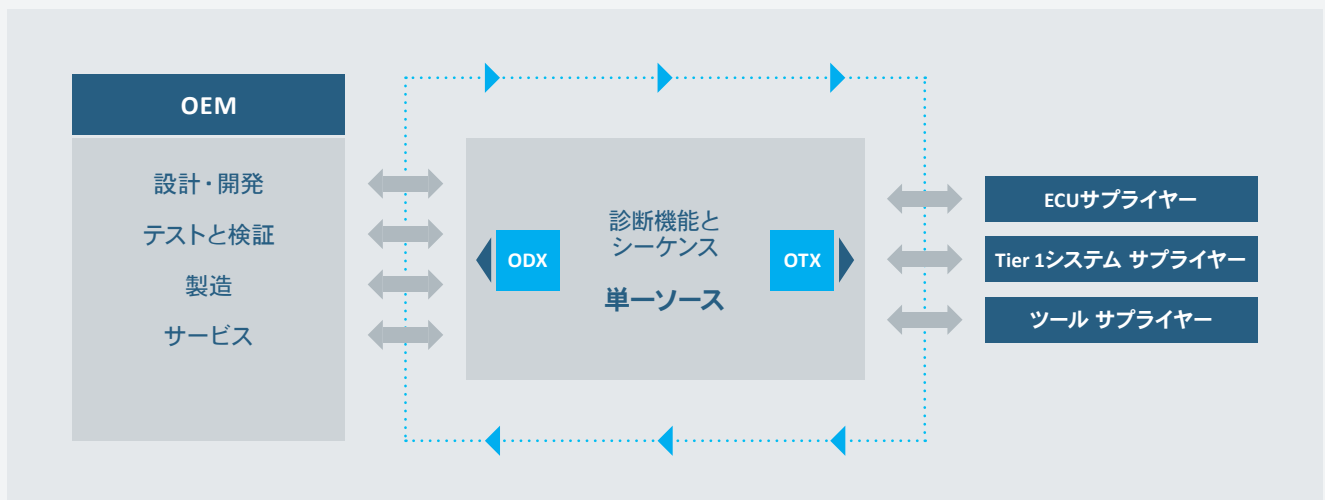 OEM
設計・開発
テストと検証
製造
サービス
診断機能と
シーケンス
ODX
OTX
単一ソース
ECUサプライヤー
Tier 1システム サプライヤー
ツール サプライヤー